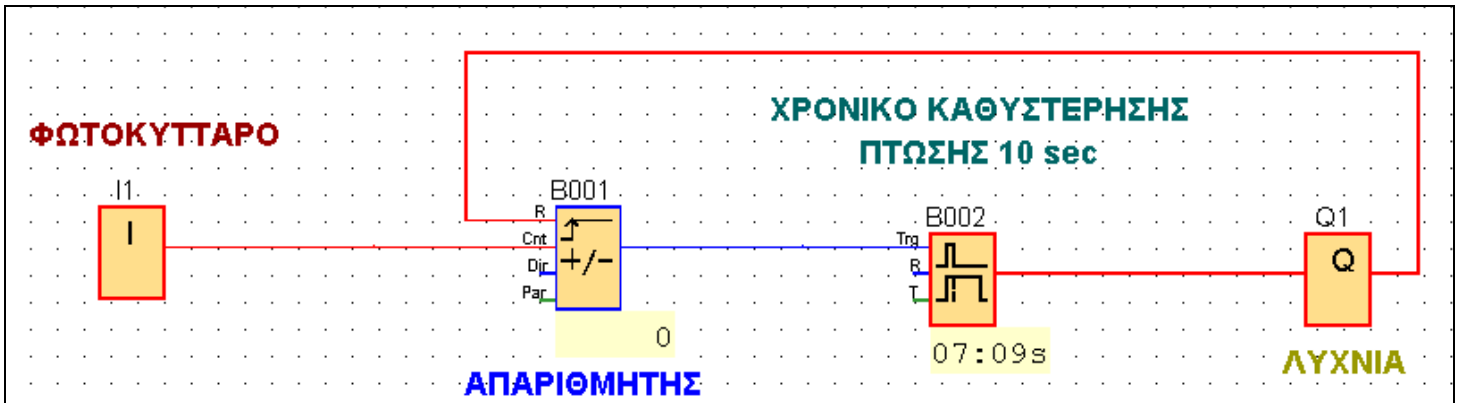 ΧΡΟΝΙΚΟ ΚΑΘΥΣΤΕΡΗΣΗΣ
ΠΤΩΣΗΣ 10 sec
ΦΩΤΟΚΥΤΤΑΡΟ
I1
I
B001
R
Cnt
Dir
Par
+/-
0
ΑΠΑΡΙΘΜΗΤΗΣ
B002
Trg
R
T
07:09s
Q1
Q
ΛΥΧΝΙΑ